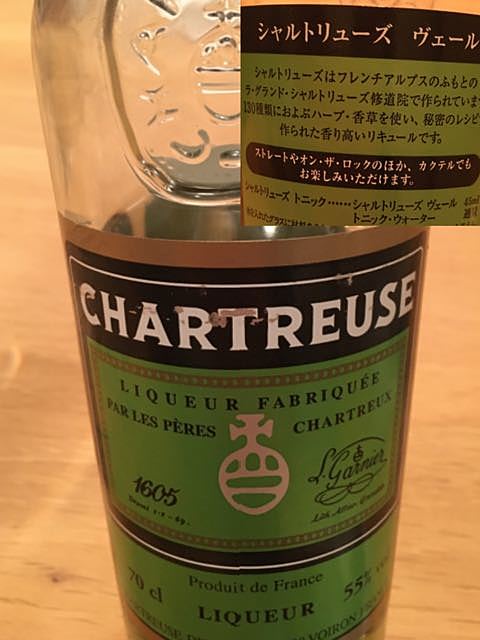 シャルトリューズ ヴェール
シャルトリューズはフレンチアルプスのふもとの
ラ・グランド・シャルトリューズ修道院で作られています
130種類におよぶハーブ・香草を使い、秘密のレシピ
作られた香り高いリキュールです。
ストレートやオン・ザ・ロックのほか、カクテルでも
お楽しみいただけます。
シャルトリューズ トニック……シャルトリューズ ヴェール 45ml
トニック・ウォーター 適量
CHARTREUSE
LIQUEUR FABRIQUÉE
PAR LES PÈRES CHARTREUX
1605
L. Garnier
70 cl
Produit de France
55%
LIQUEUR
VOIRON